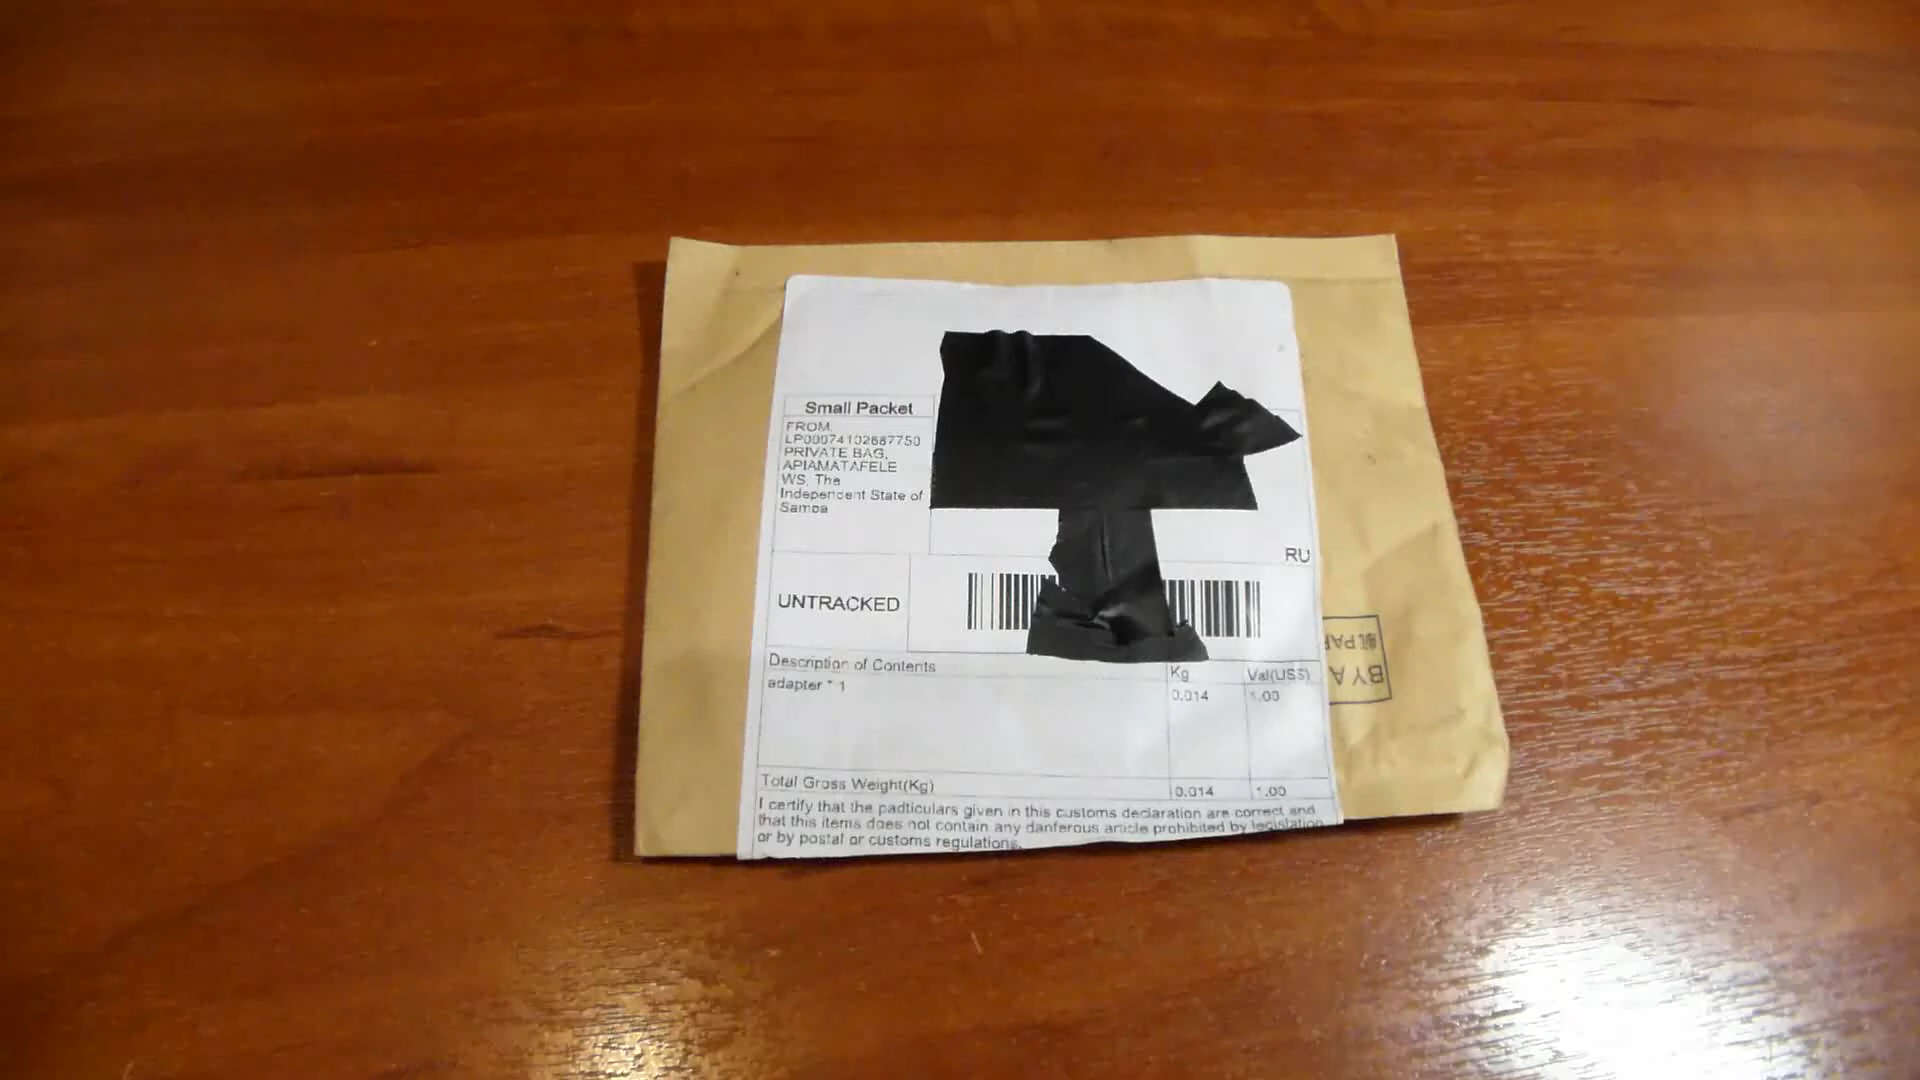 Small Packet
FROM:
LP00074102687750
PRIVATE BAG,
APIAMATAFELE
WS, The
Independent State of
Samoa
RU
UNTRACKED
Description of Contents Kg Val(US$)
adapter * 1 0.014 1.00
Total Gross Weight(Kg) 0.014 1.00
I certify that the padticulars given in this customs declaration are correct and
that this items does not contain any danferous article prohibited by legislation
or by postal or customs regulations.
BY A
PAR